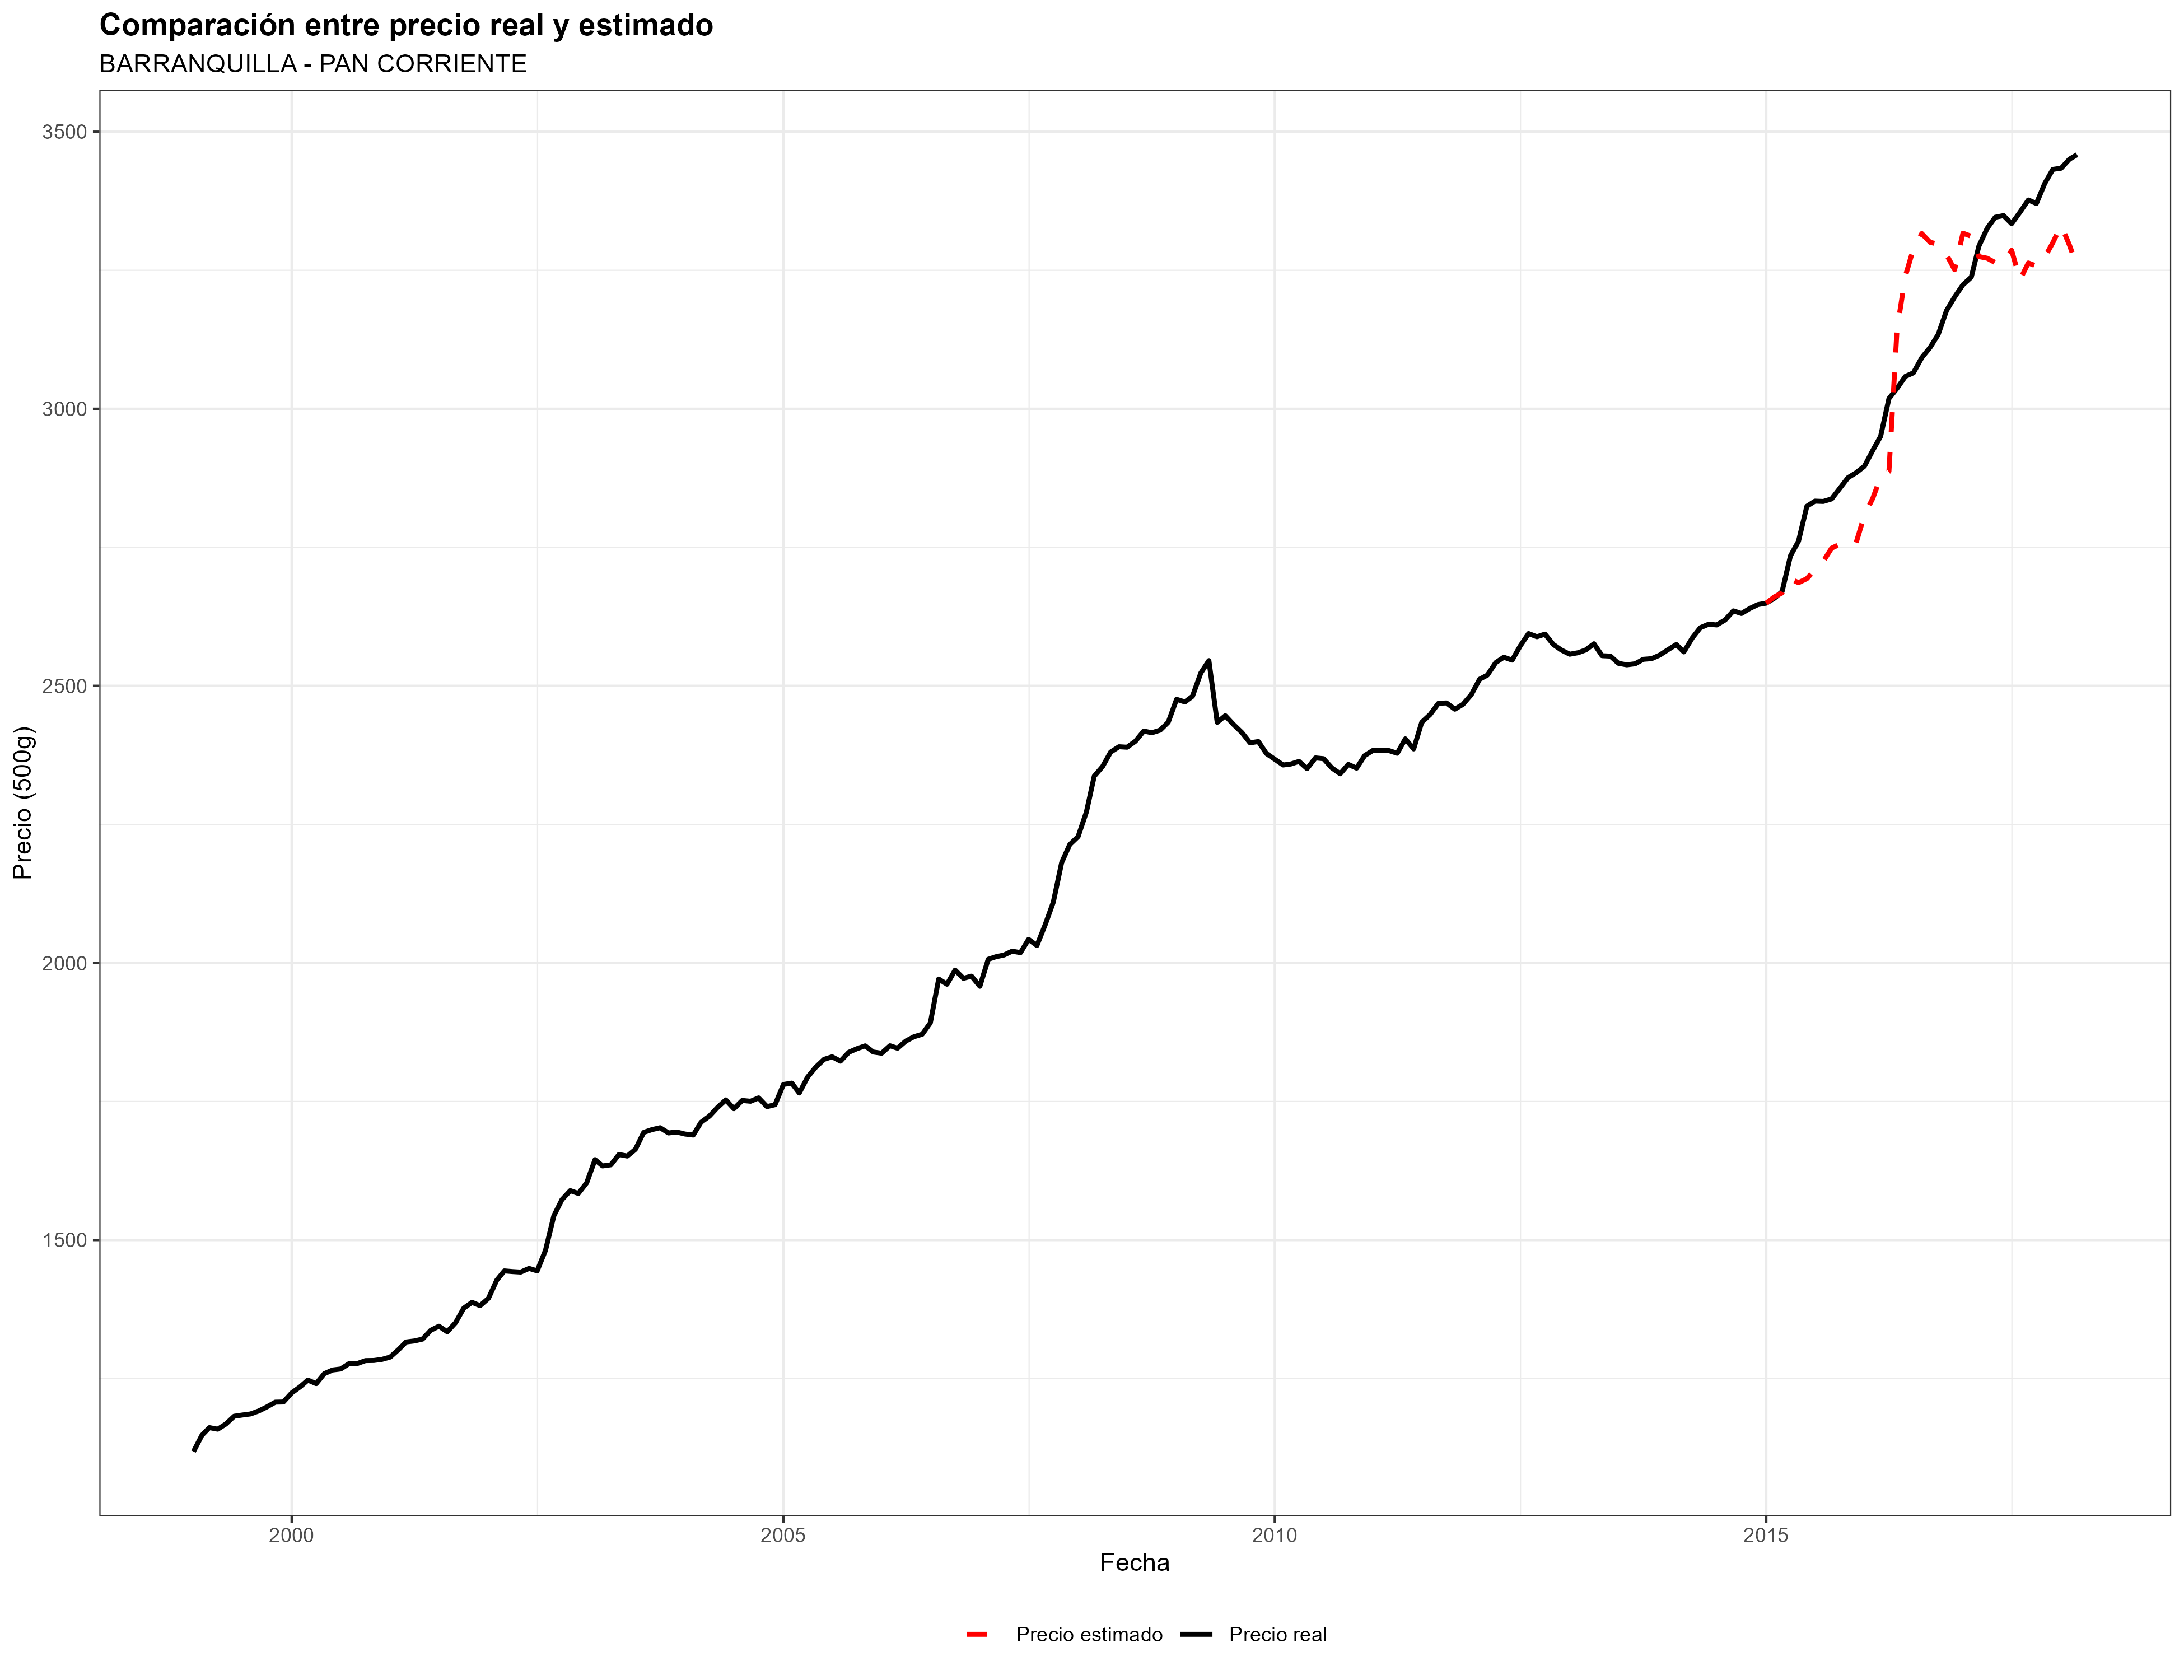 Comparación entre precio real y estimado
BARRANQUILLA - PAN CORRIENTE
3500
3000
2500
2000
1500
Precio (500g)
2000
2005
2010
2015
Fecha
Precio estimado
Precio real